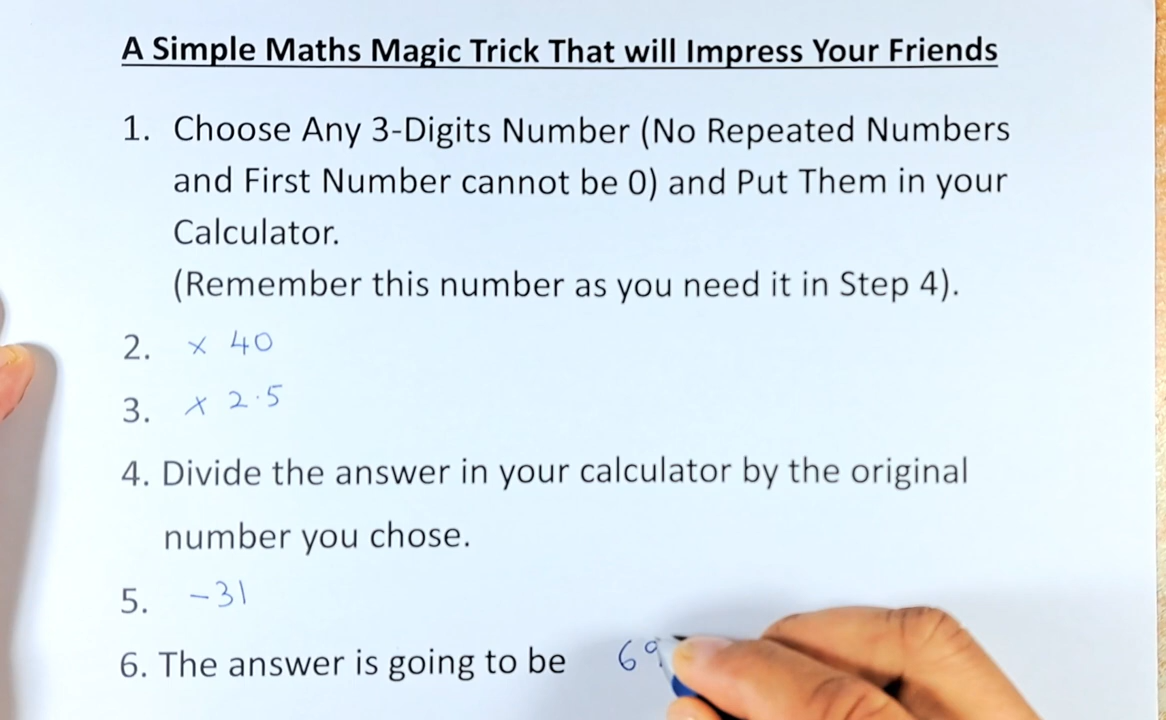 A Simple Maths Magic Trick That will Impress Your Friends
1. Choose Any 3-Digits Number (No Repeated Numbers
and First Number cannot be 0) and Put Them in your
Calculator.
(Remember this number as you need it in Step 4).
2. × 40
3. × 2.5
4. Divide the answer in your calculator by the original
number you chose.
5. -31
6. The answer is going to be 69